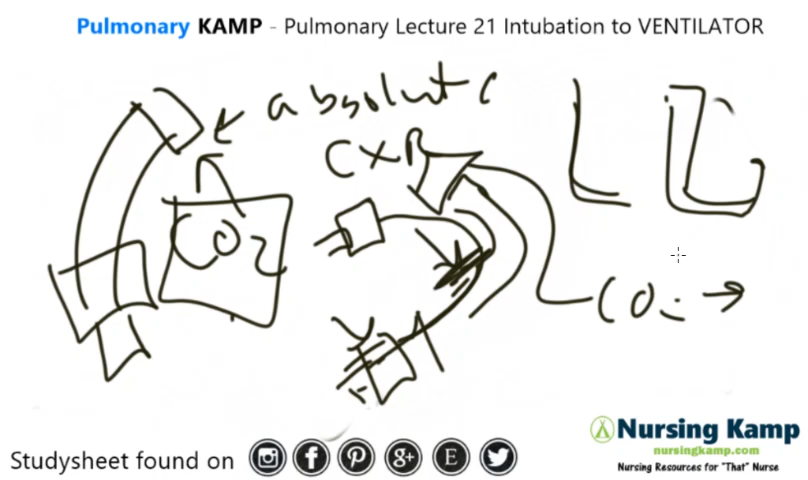 Pulmonary KAMP - Pulmonary Lecture 21 Intubation to VENTILATOR
absolute
CXR
CO2
Nursing Kamp
nursingkamp.com
Nursing Resources for "That" Nurse
Studysheet found on